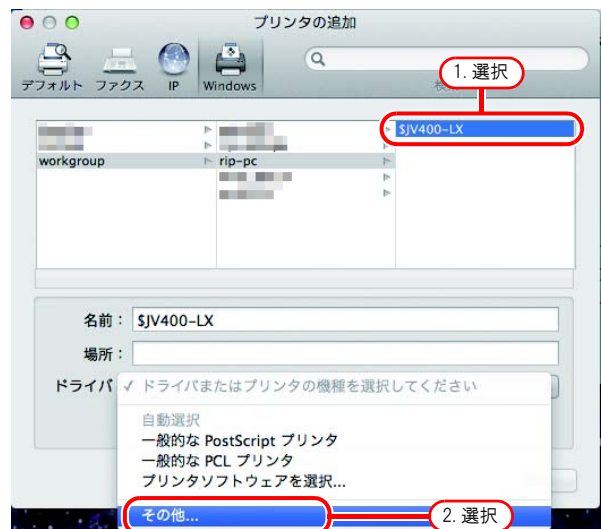 プリンタの追加
デフォルト ファクス IP Windows
1. 選択
$JV400-LX
workgroup rip-pc
名前： $JV400-LX
場所：
ドライバ ✓ ドライバまたはプリンタの機種を選択してください
自動選択
一般的な PostScript プリンタ
一般的な PCL プリンタ
プリンタソフトウェアを選択...
その他... 2. 選択